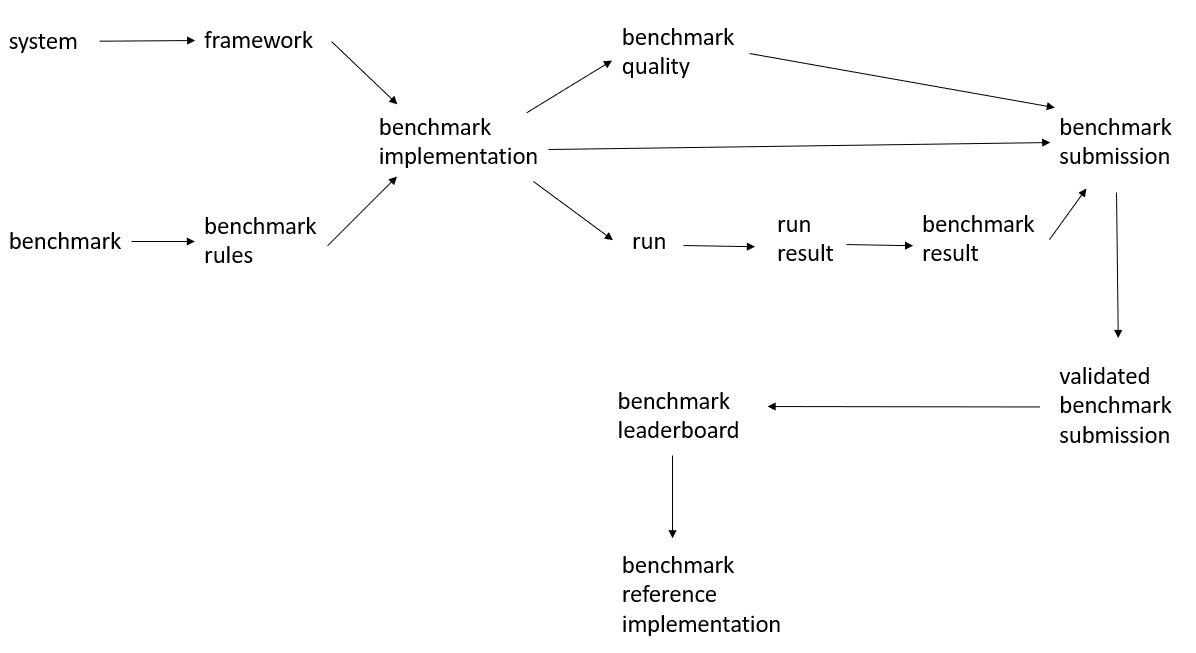 system
framework
benchmark
quality
benchmark
implementation
benchmark
submission
benchmark
benchmark
rules
run
run
result
benchmark
result
validated
benchmark
submission
benchmark
leaderboard
benchmark
reference
implementation